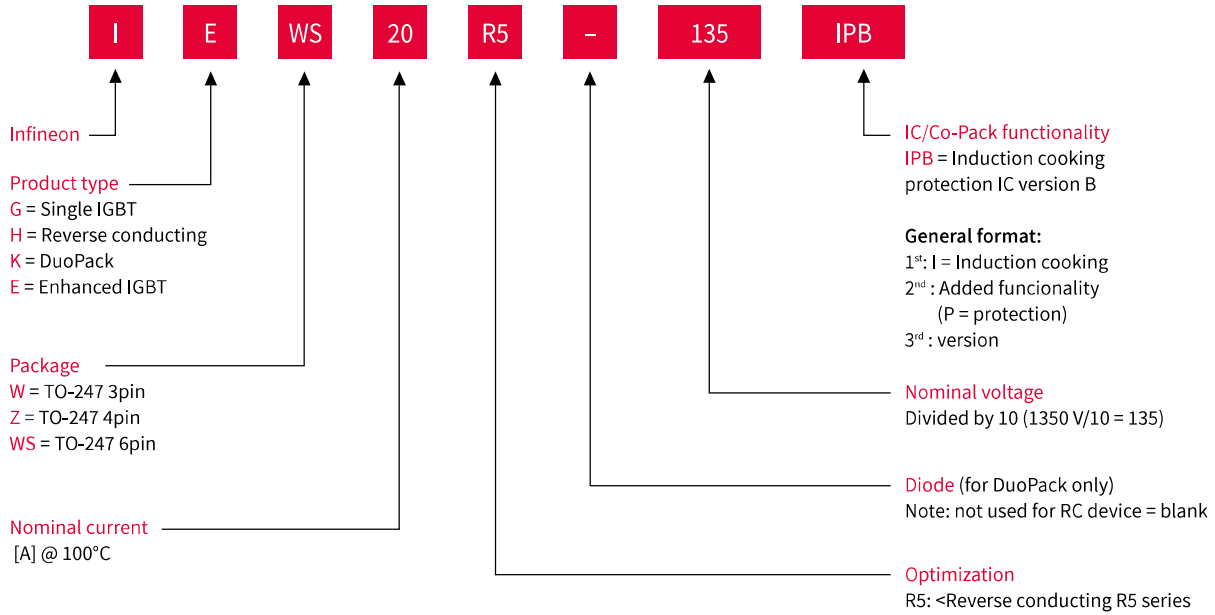 I E WS 20 R5 – 135 IPB
Infineon
Product type
G = Single IGBT
H = Reverse conducting
K = DuoPack
E = Enhanced IGBT
Package
W = TO-247 3pin
Z = TO-247 4pin
WS = TO-247 6pin
Nominal current
[A] @ 100°C
IC/Co-Pack functionality
IPB = Induction cooking
protection IC version B
General format:
1st: I = Induction cooking
2nd : Added funcionality
(P = protection)
3rd : version
Nominal voltage
Divided by 10 (1350 V/10 = 135)
Diode (for DuoPack only)
Note: not used for RC device = blank
Optimization
R5: <Reverse conducting R5 series